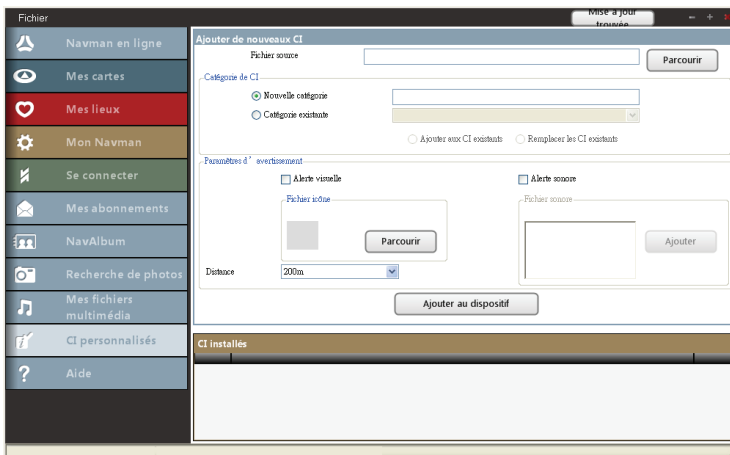 Fichier
Mise à jour
trouvée
Navman en ligne
Mes cartes
Mes lieux
Mon Navman
Se connecter
Mes abonnements
NavAlbum
Recherche de photos
Mes fichiers
multimédia
CI personnalisés
Aide
Ajouter de nouveaux CI
Fichier source
Parcourir
Catégorie de CI
Nouvelle catégorie
Catégorie existante
Ajouter aux CI existants
Remplacer les CI existants
Paramètres d’ avertissement
Alerte visuelle
Alerte sonore
Fichier icône
Fichier sonore
Parcourir
Ajouter
Distance
200m
Ajouter au dispositif
CI installés